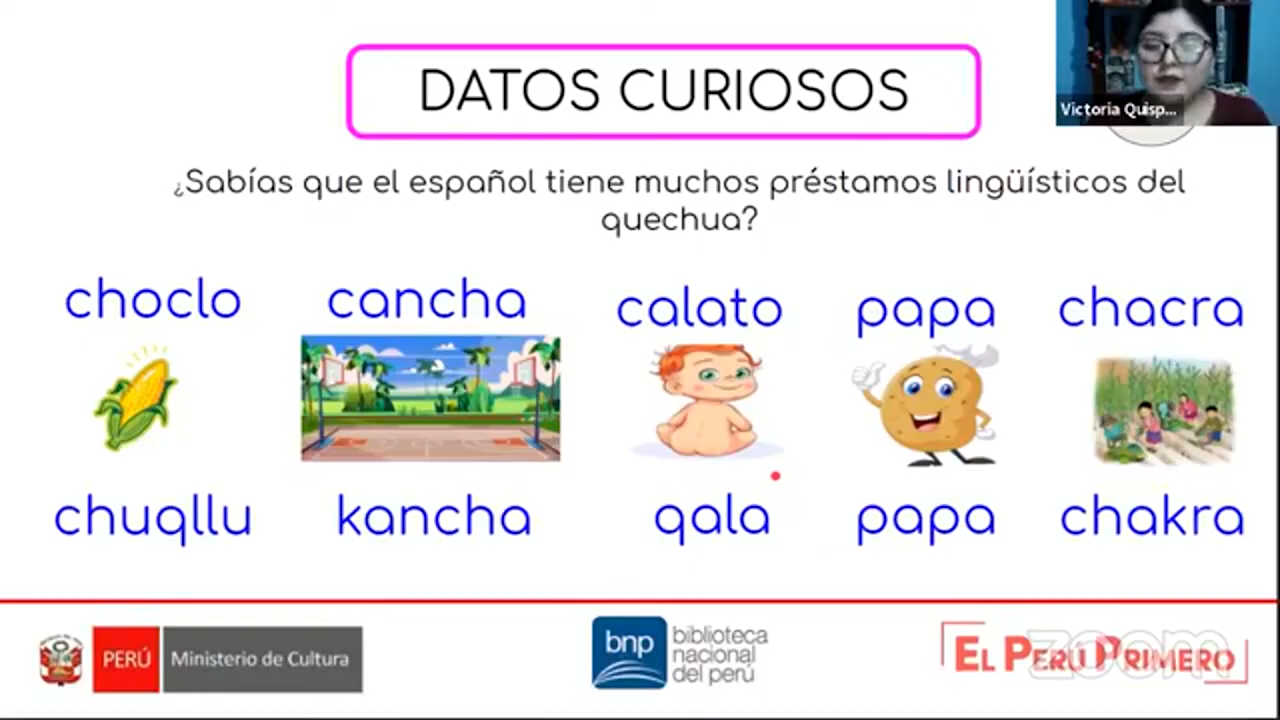 DATOS CURIOSOS
Victoria Quisp...
¿Sabías que el español tiene muchos préstamos lingüísticos del
quechua?
choclo cancha calato papa chacra
chuqllu kancha qala papa chakra
PERÚ Ministerio de Cultura
bnp biblioteca
nacional
del perú
EL PERÚ PRIMERO
zoom